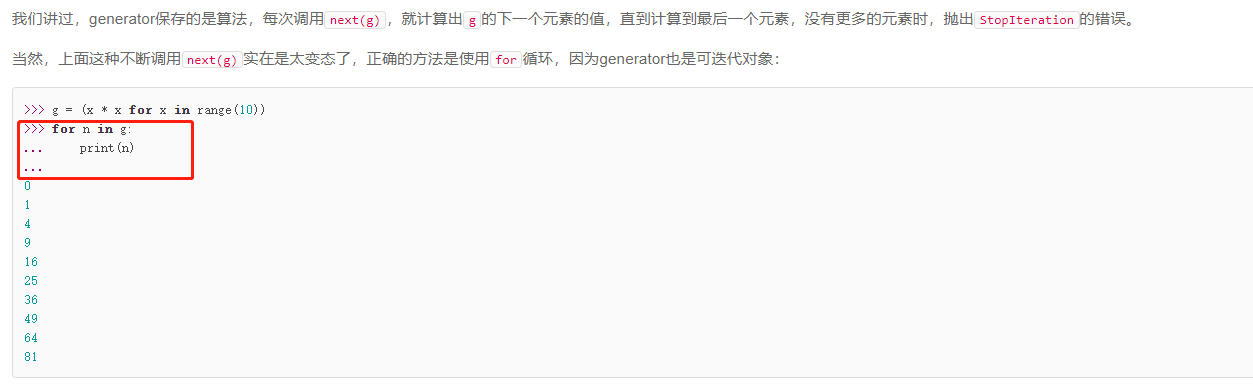 我们讲过，generator保存的是算法，每次调用next(g)，就计算出g的下一个元素的值，直到计算到最后一个元素，没有更多的元素时，抛出StopIteration的错误。
当然，上面这种不断调用next(g)实在是太变态了，正确的方法是使用for循环，因为generator也是可迭代对象：
>>> g = (x * x for x in range(10))
>>> for n in g:
...     print(n)
...
0
1
4
9
16
25
36
49
64
81